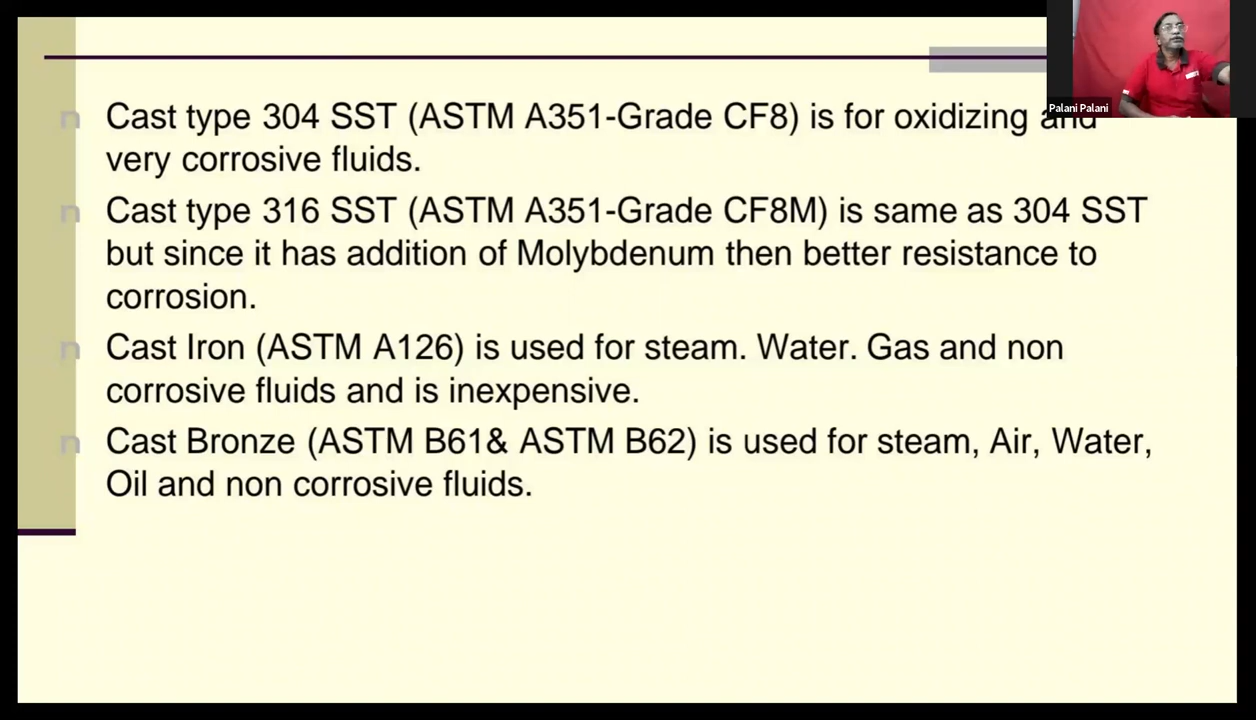 Cast type 304 SST (ASTM A351-Grade CF8) is for oxidizing and
very corrosive fluids.
Cast type 316 SST (ASTM A351-Grade CF8M) is same as 304 SST
but since it has addition of Molybdenum then better resistance to
corrosion.
Cast Iron (ASTM A126) is used for steam. Water. Gas and non
corrosive fluids and is inexpensive.
Cast Bronze (ASTM B61& ASTM B62) is used for steam, Air, Water,
Oil and non corrosive fluids.
Palani Palani